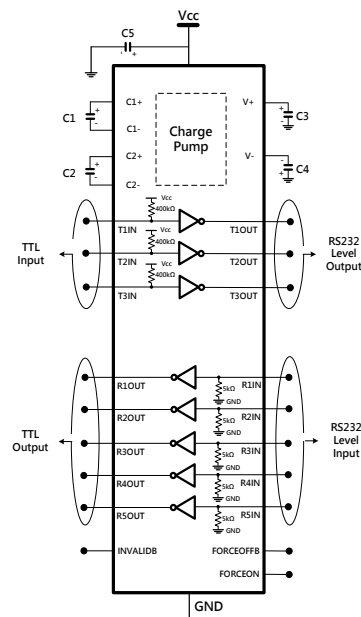 Vcc
C5
+
C1+
C1-
C2+
C2-
C1
+
-
C2
+
-
Charge
Pump
V+
V-
C3
+
-
C4
-
+
Vcc
400kΩ
T1IN
T1OUT
Vcc
400kΩ
T2IN
T2OUT
Vcc
400kΩ
T3IN
T3OUT
TTL
Input
RS232
Level
Output
R1OUT
R1IN
5kΩ
GND
R2OUT
R2IN
5kΩ
GND
R3OUT
R3IN
5kΩ
GND
R4OUT
R4IN
5kΩ
GND
R5OUT
R5IN
5kΩ
GND
TTL
Output
RS232
Level
Input
INVALIDB
FORCEOFFB
FORCEON
GND